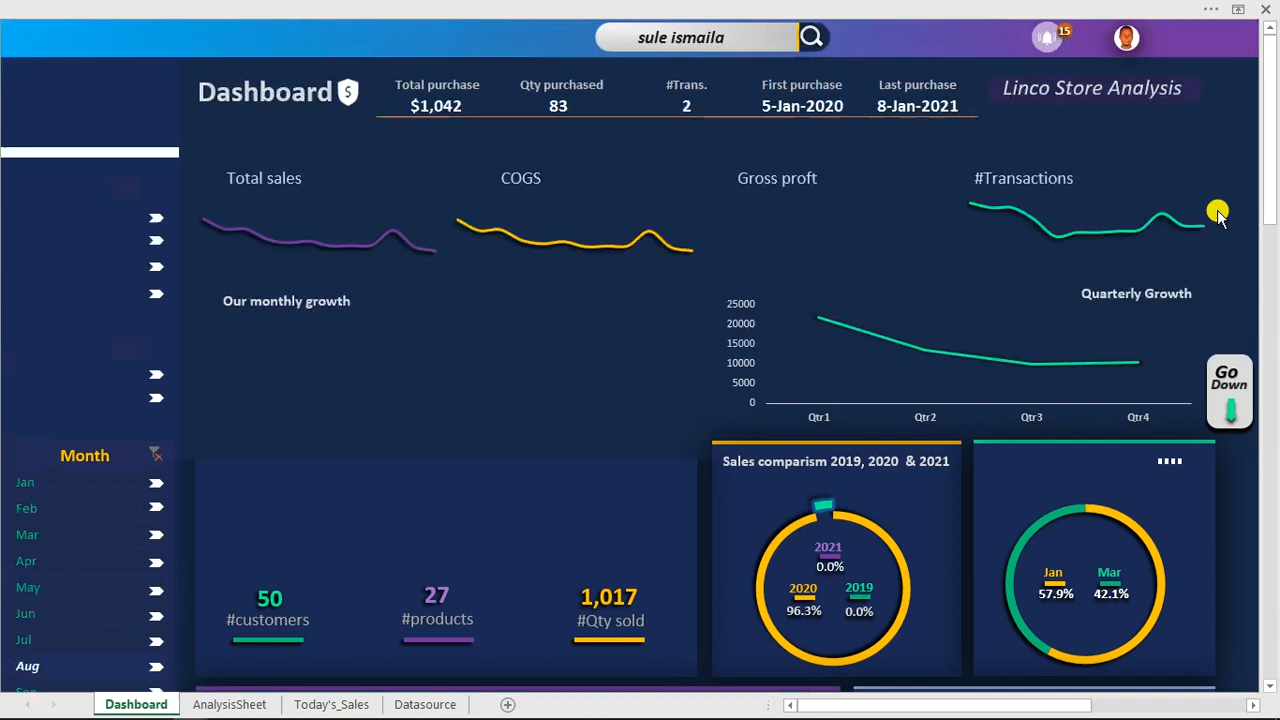 sule ismaila
15
Dashboard
Total purchase
$1,042
Qty purchased
83
#Trans.
2
First purchase
5-Jan-2020
Last purchase
8-Jan-2021
Linco Store Analysis
Total sales
COGS
Gross proft
#Transactions
Our monthly growth
Quarterly Growth
25000
20000
15000
10000
5000
0
Qtr1
Qtr2
Qtr3
Qtr4
Go
Down
Month
Jan
Feb
Mar
Apr
May
Jun
Jul
Aug
Sep
50
#customers
27
#products
1,017
#Qty sold
Sales comparism 2019, 2020 & 2021
2021
0.0%
2020
96.3%
2019
0.0%
Jan
57.9%
Mar
42.1%
Dashboard
AnalysisSheet
Today's_Sales
Datasource